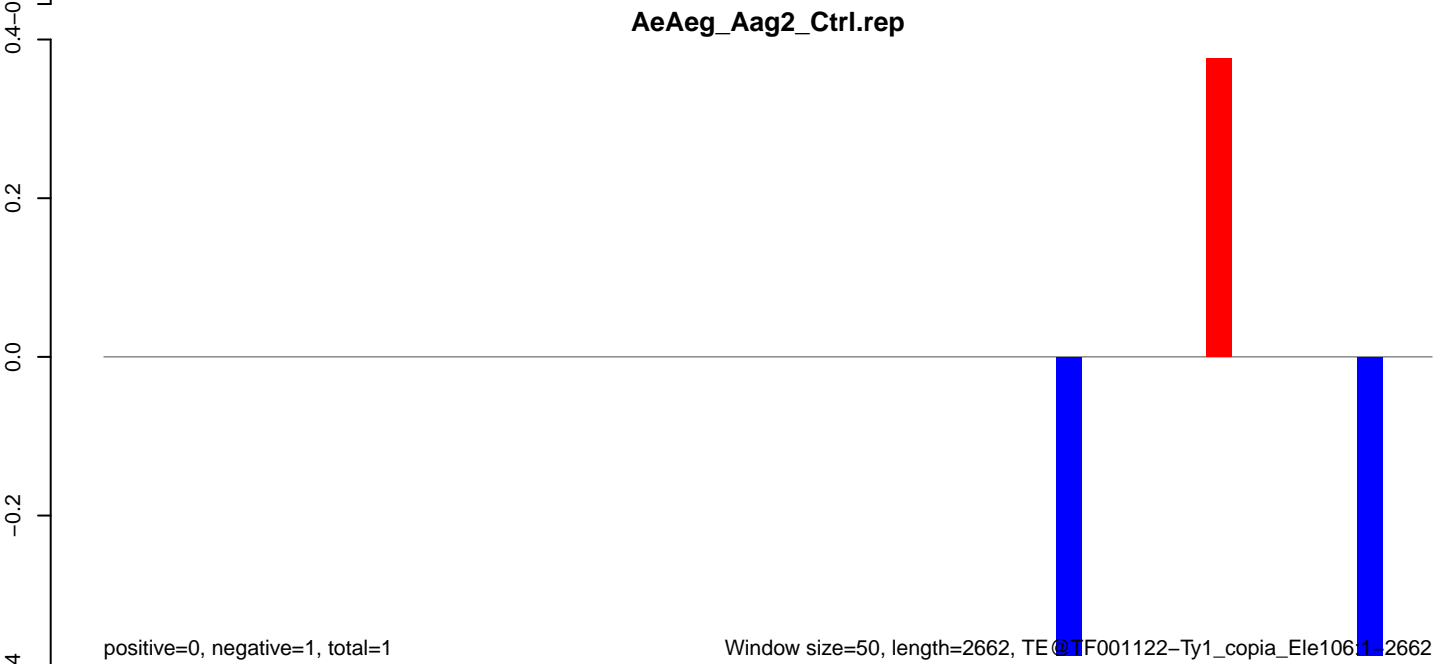 AeAeg_Aag2_Ctrl.rep
0.4
0.2
0.0
−0.2
positive=0, negative=1, total=1
Window size=50, length=2662, TE@TF001122−Ty1_copia_Ele106:1−2662